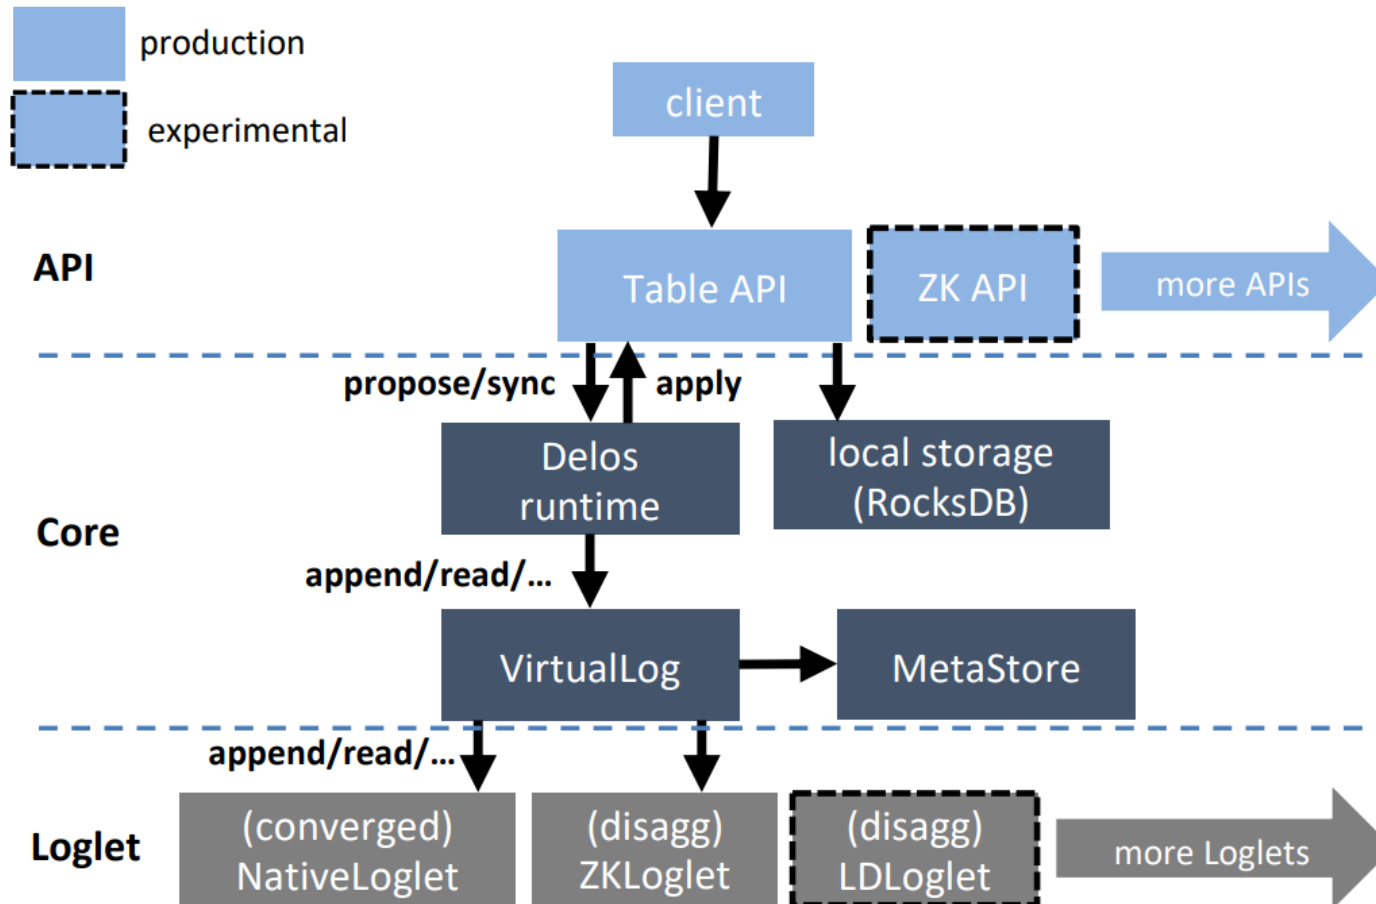 production
experimental
client
API
Table API
ZK API
more APIs
propose/sync
apply
Delos
runtime
local storage
(RocksDB)
Core
append/read/...
VirtualLog
MetaStore
append/read/...
Loglet
(converged)
NativeLoglet
(disagg)
ZKLoglet
(disagg)
LDLoglet
more Loglets